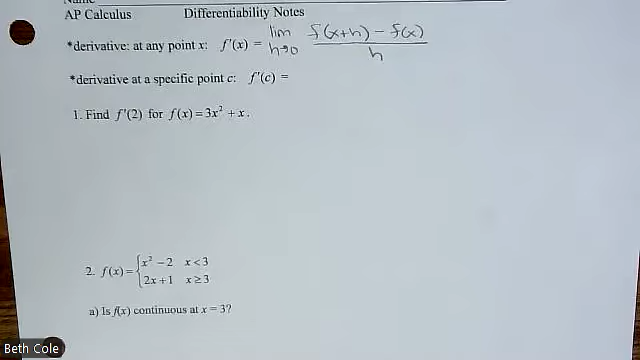 Name
AP Calculus Differentiability Notes
*derivative: at any point x: f'(x) = lim h→0 f(x+h) - f(x) / h
*derivative at a specific point c: f'(c) =
1. Find f'(2) for f(x) = 3x² + x.
2. f(x) = { x² - 2 x < 3
2x + 1 x ≥ 3
a) Is f(x) continuous at x = 3?
Beth Cole